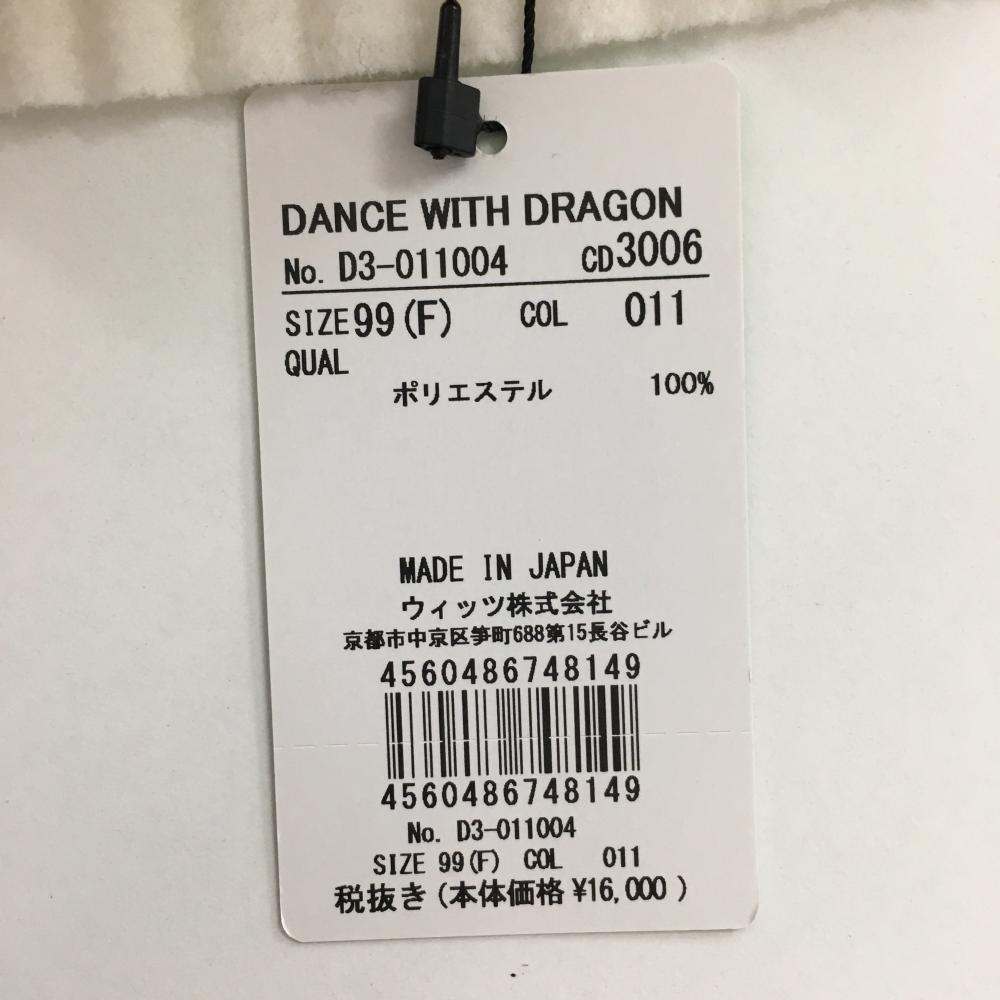 DANCE WITH DRAGON
No. D3-011004 CD3006
SIZE99(F) COL 011
QUAL
ポリエステル 100%
MADE IN JAPAN
ウィッツ株式会社
京都市中京区笋町688第15長谷ビル
4560486748149
4560486748149
No. D3-011004
SIZE 99(F) COL 011
税抜き(本体価格 ¥16,000 )